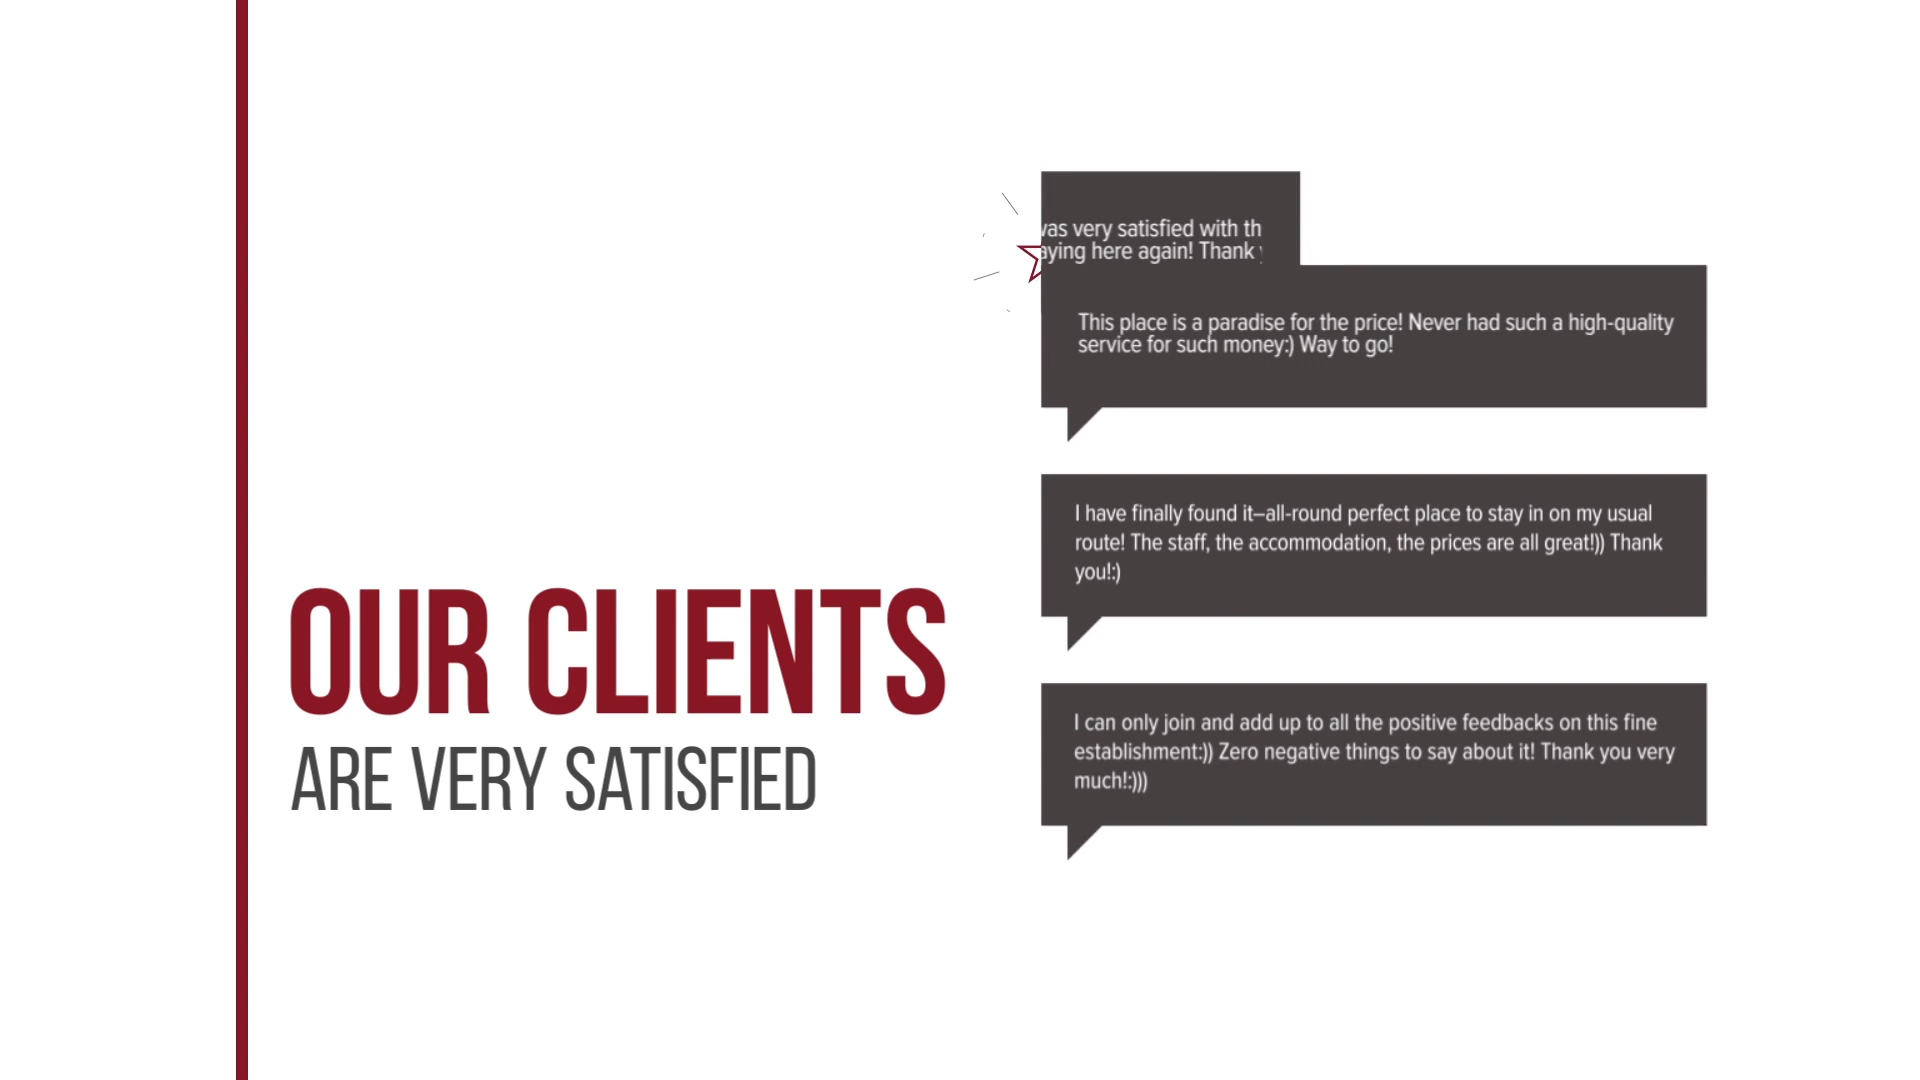 OUR CLIENTS
ARE VERY SATISFIED
very satisfied with th
here again! Thank
This place is a paradise for the price! Never had such a high-quality
service for such money:) Way to go!
I have finally found it–all-round perfect place to stay in on my usual
route! The staff, the accommodation, the prices are all great!)) Thank
you!:)
I can only join and add up to all the positive feedbacks on this fine
establishment:)) Zero negative things to say about it! Thank you very
much!:)))